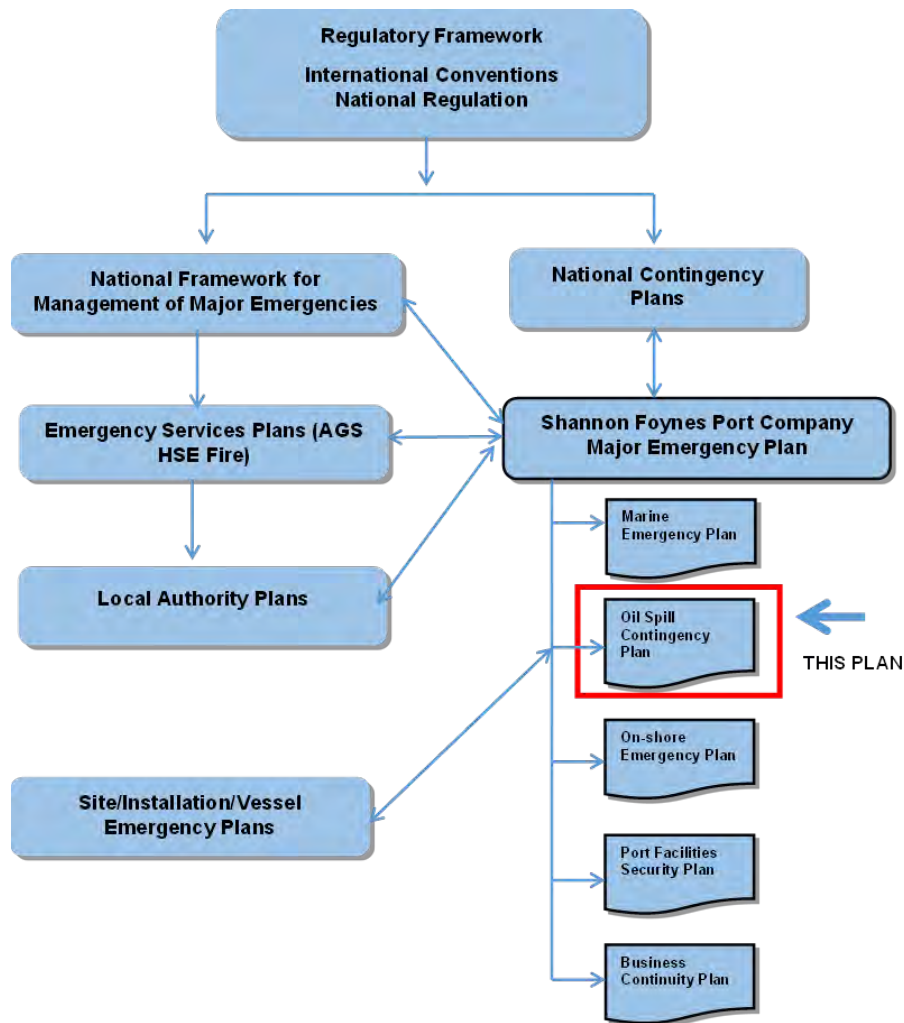 Regulatory Framework
International Conventions
National Regulation
National Framework for
Management of Major Emergencies
National Contingency
Plans
Emergency Services Plans (AGS
HSE Fire)
Shannon Foynes Port Company
Major Emergency Plan
Marine
Emergency Plan
Local Authority Plans
Oil Spill
Contingency
Plan
THIS PLAN
On-shore
Emergency Plan
Site/Installation/Vessel
Emergency Plans
Port Facilities
Security Plan
Business
Continuity Plan